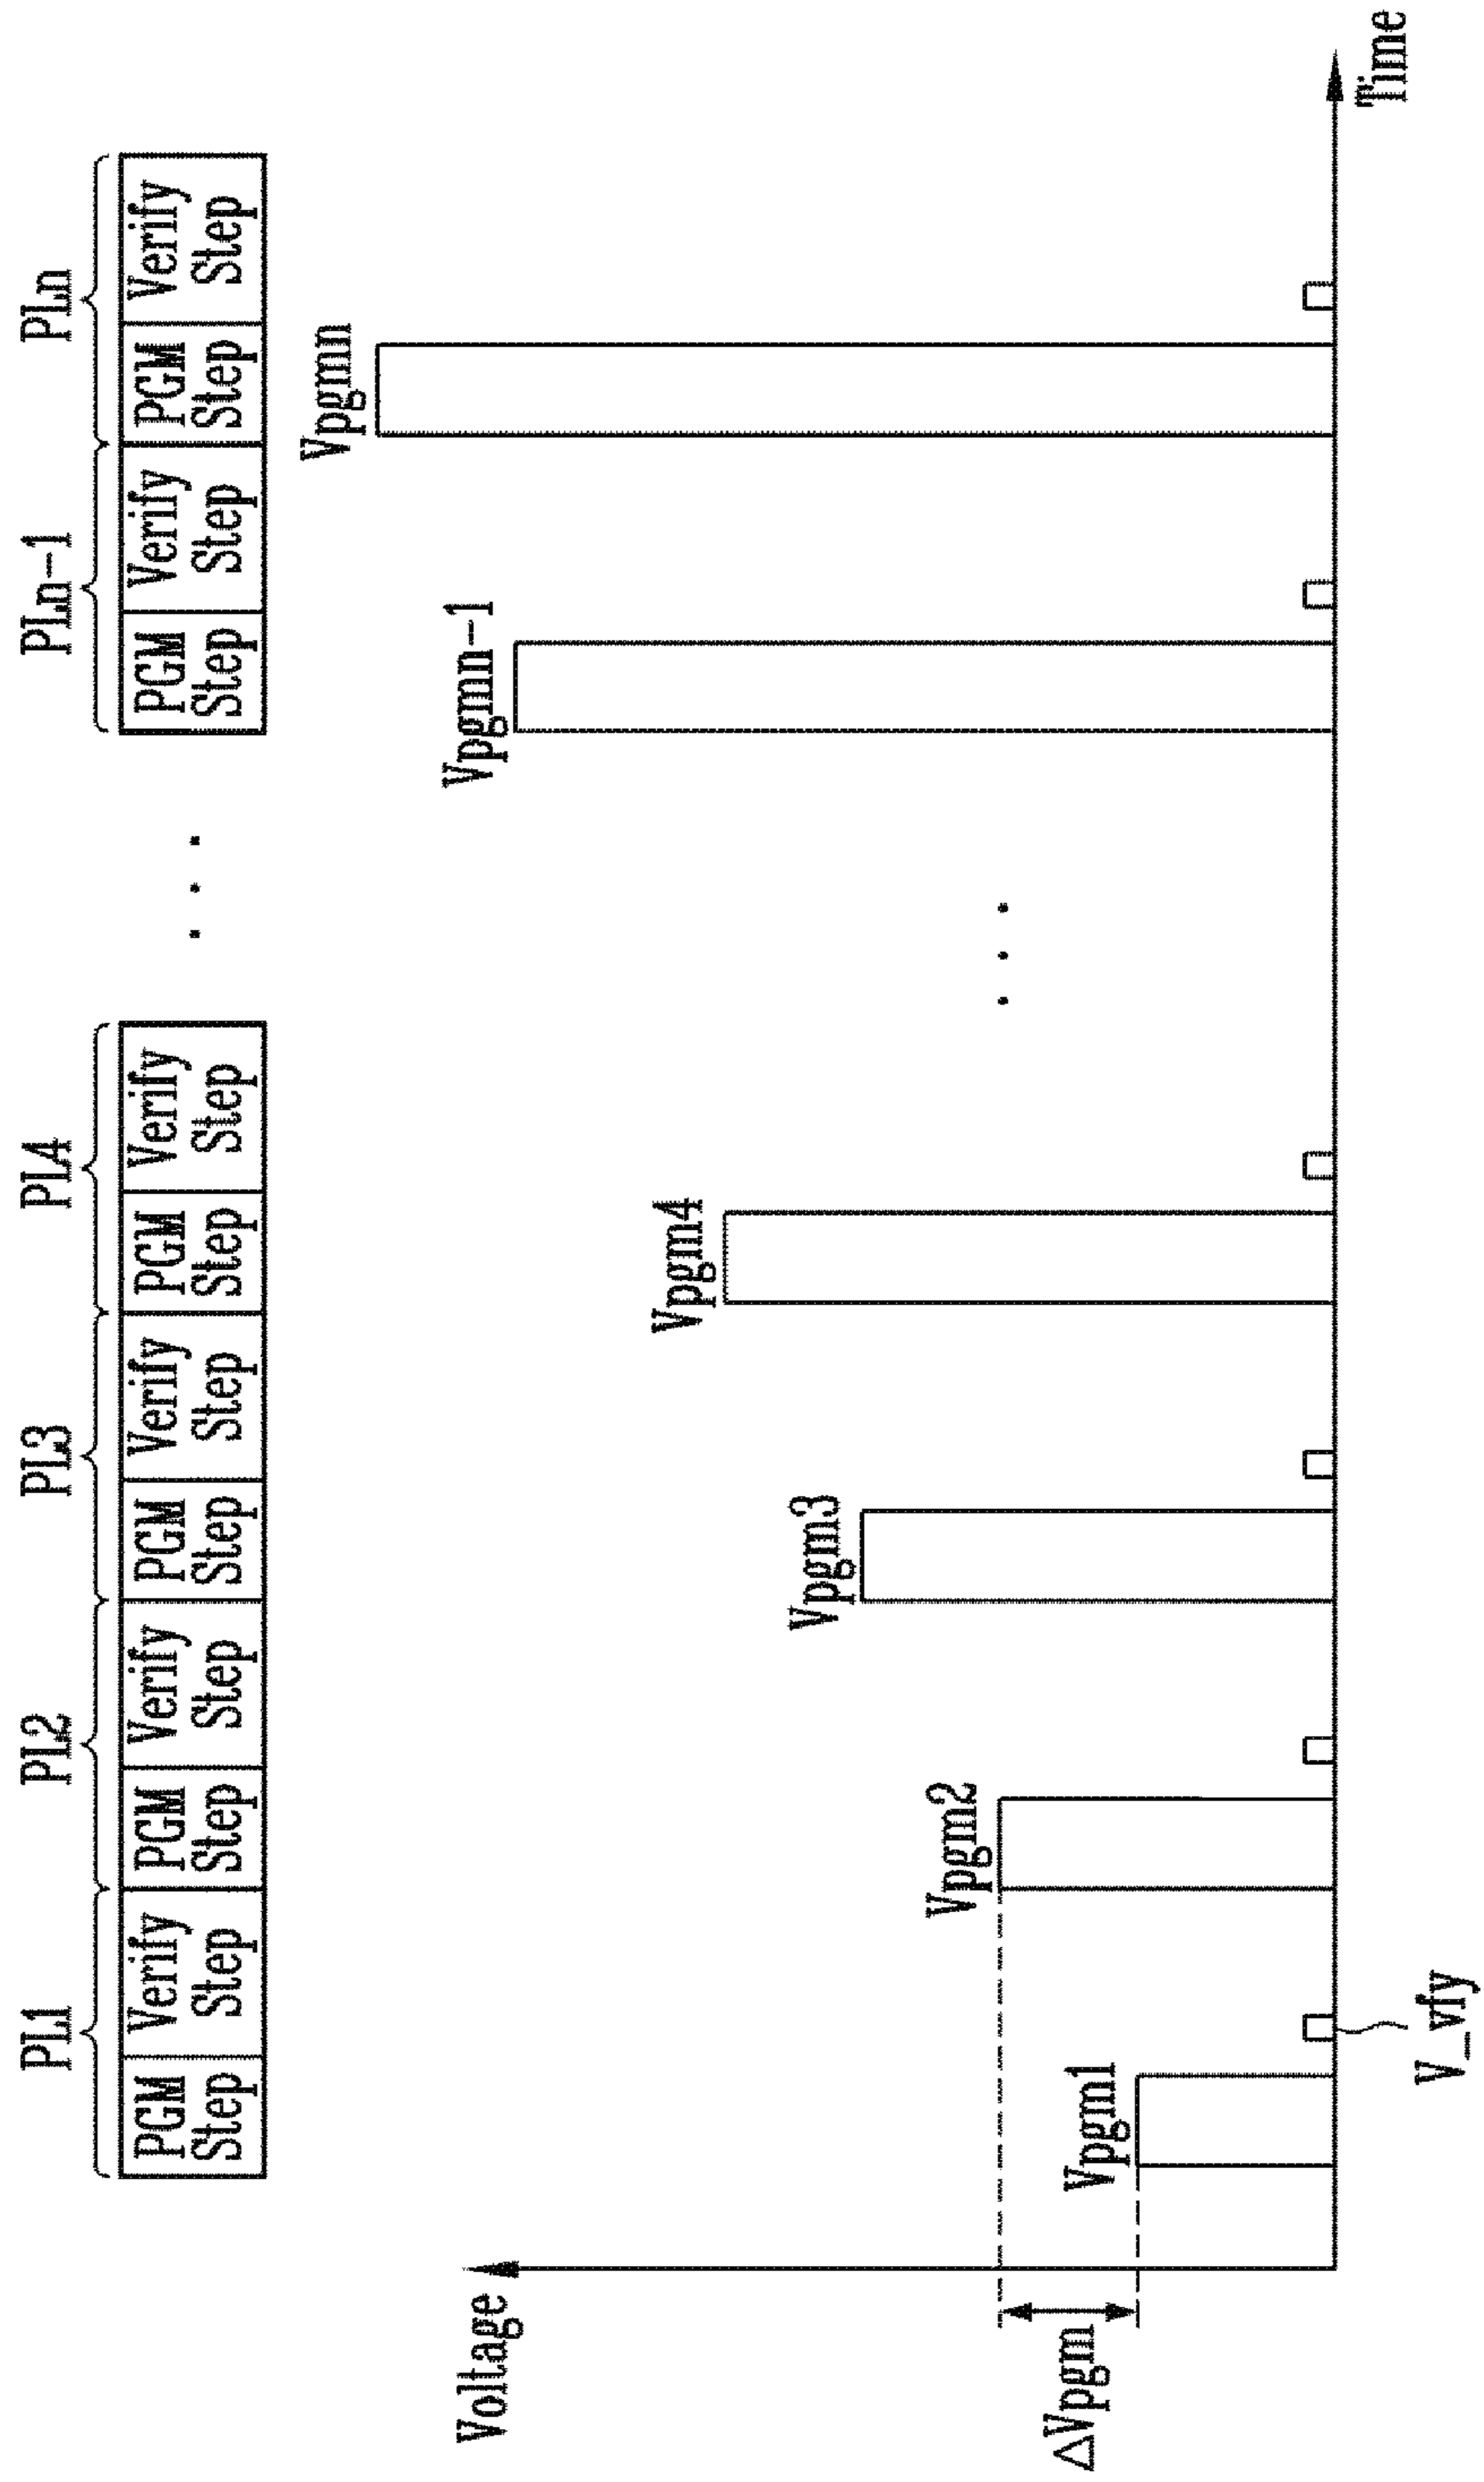 PL1 PL2 PL3 PL4 PLn-1 PLn
PGM Step Verify Step PGM Step Verify Step PGM Step Verify Step PGM Step Verify Step . . . PGM Step Verify Step PGM Step Verify Step
Voltage
Vpgmn
Vpgmn-1
Vpgm4
Vpgm3
Vpgm2
. . .
Vpgm1
△Vpgm
V_vfy
Time